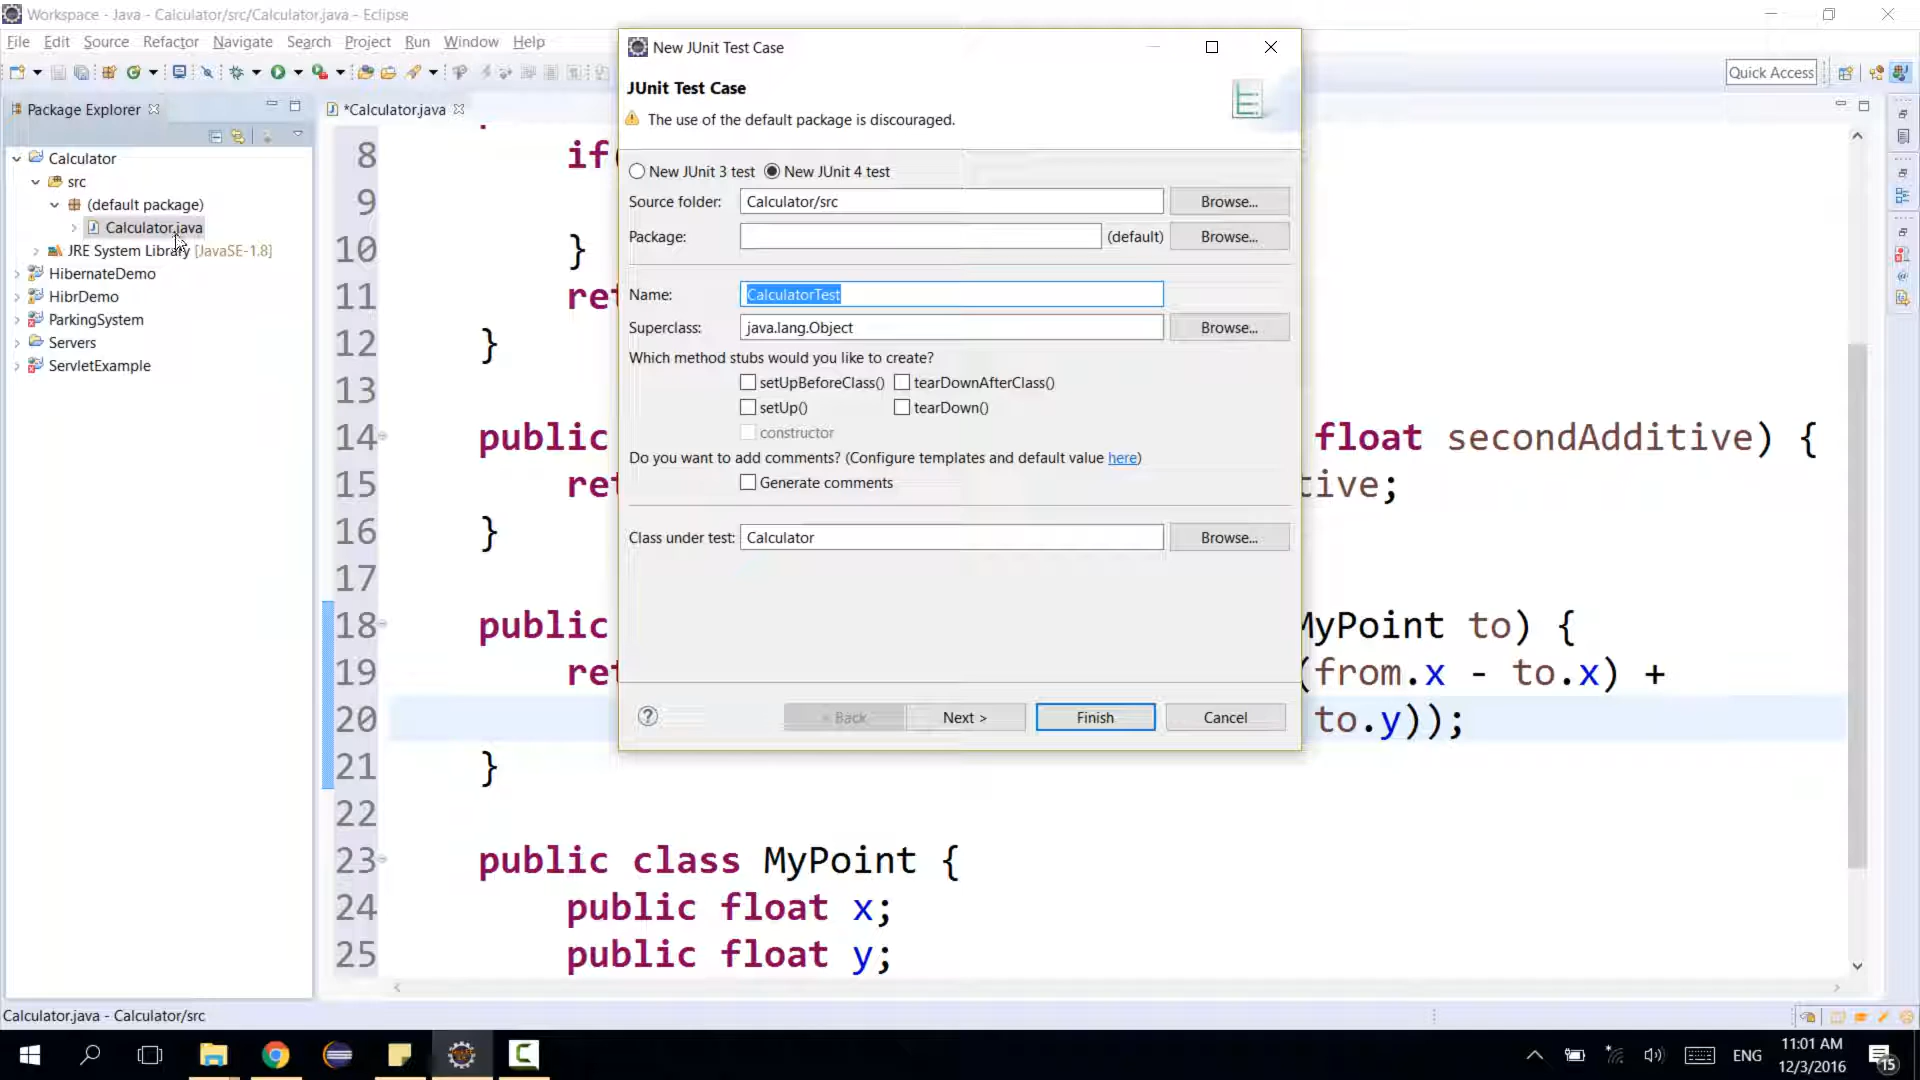 Workspace - Java - Calculator/src/Calculator.java - Eclipse
File Edit Source Refactor Navigate Search Project Run Window Help
Quick Access
Package Explorer
Calculator
src
(default package)
Calculator.java
JRE System Library [JavaSE-1.8]
HibernateDemo
HibrDemo
ParkingSystem
Servers
ServletExample
*Calculator.java
8 if
9
10 }
11 ret
12 }
13
14 public float secondAdditive) {
15 ret tive;
16 }
17
18 public MyPoint to) {
19 ret (from.x - to.x) +
20 to.y));
21 }
22
23 public class MyPoint {
24 public float x;
25 public float y;
New JUnit Test Case
JUnit Test Case
The use of the default package is discouraged.
New JUnit 3 test New JUnit 4 test
Source folder: Calculator/src Browse...
Package: (default) Browse...
Name: CalculatorTest
Superclass: java.lang.Object Browse...
Which method stubs would you like to create?
setUpBeforeClass() tearDownAfterClass()
setUp() tearDown()
constructor
Do you want to add comments? (Configure templates and default value here)
Generate comments
Class under test: Calculator Browse...
? < Back Next > Finish Cancel
Calculator.java - Calculator/src
ENG
11:01 AM
12/3/2016
15